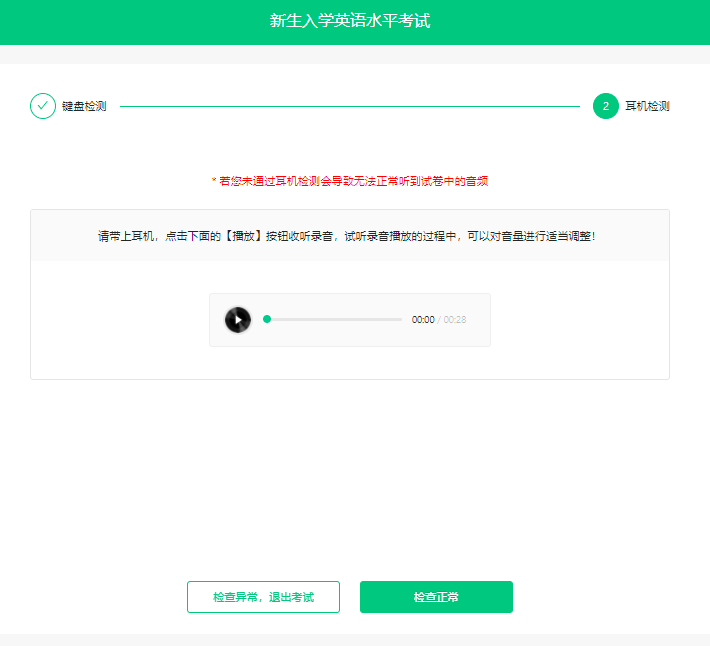 新生入学英语水平考试
键盘检测
2 耳机检测
* 若您未通过耳机检测会导致无法正常听到试卷中的音频
请带上耳机，点击下面的【播放】按钮收听录音，试听录音播放的过程中，可以对音量进行适当调整！
00:00 / 00:28
检查异常，退出考试
检查正常